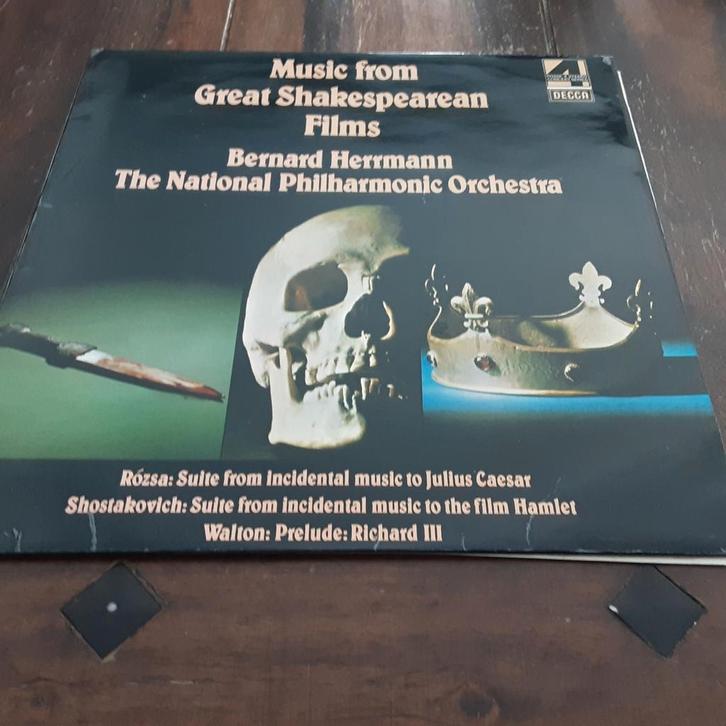 Music from
Great Shakespearean
Films
Bernard Herrmann
The National Philharmonic Orchestra
4
DECCA
Rózsa: Suite from incidental music to Julius Caesar
Shostakovich: Suite from incidental music to the film Hamlet
Walton: Prelude: Richard III